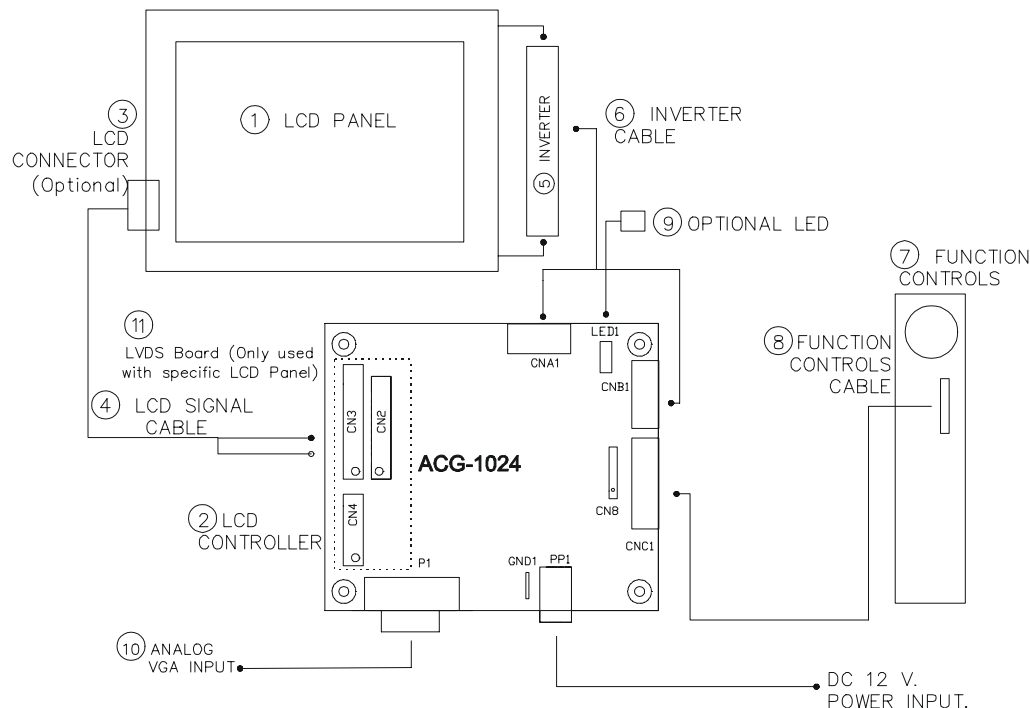 ① LCD PANEL
③
LCD
CONNECTOR
(Optional)
⑤ INVERTER
⑥ INVERTER
CABLE
⑨ OPTIONAL LED
⑦ FUNCTION
CONTROLS
⑧ FUNCTION
CONTROLS
CABLE
⑪
LVDS Board (Only used
with specific LCD Panel)
④ LCD SIGNAL
CABLE
② LCD
CONTROLLER
LED1
CNA1
CNB1
CN3
CN2
ACG-1024
CN4
CN8
CNC1
P1
GND1
PP1
⑩ ANALOG
VGA INPUT
DC 12 V.
POWER INPUT.